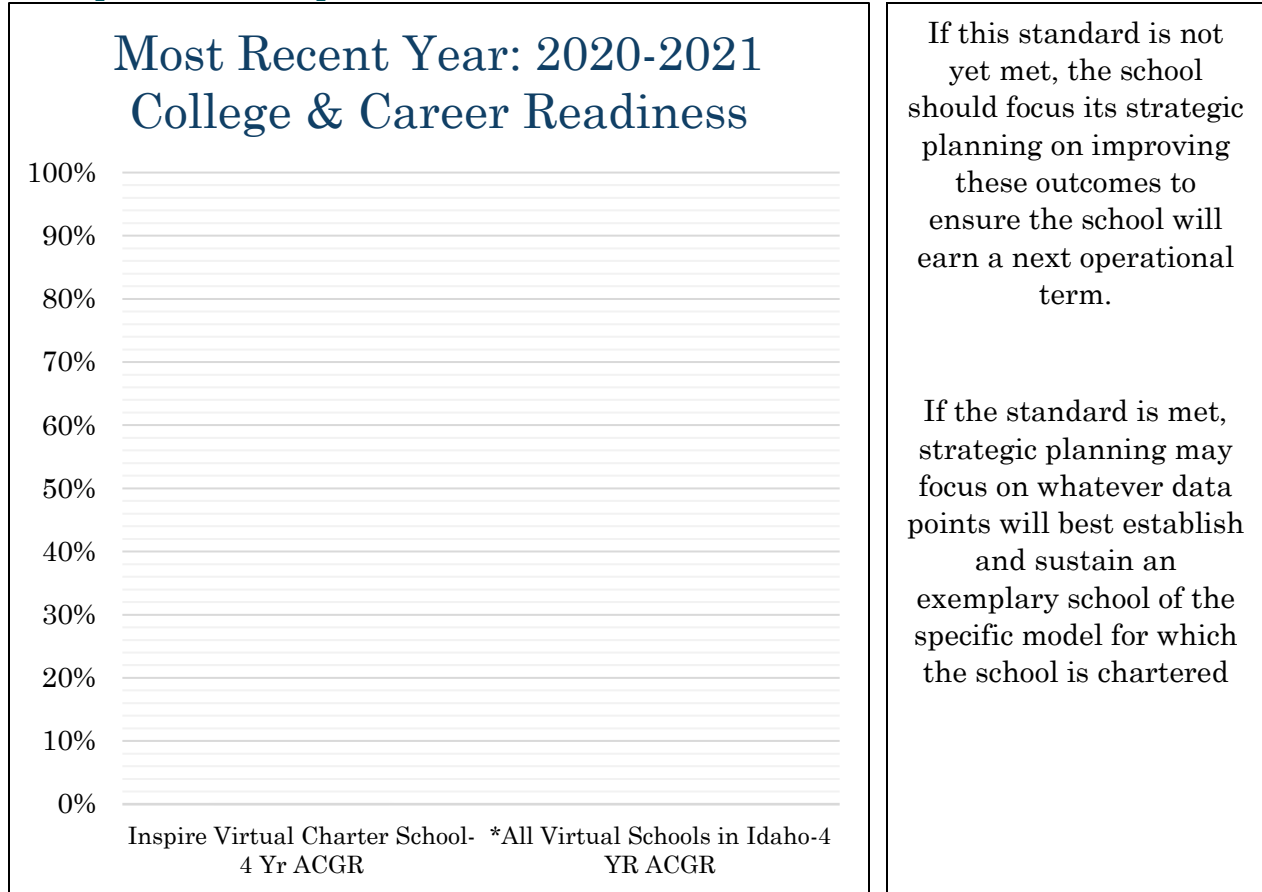 Most Recent Year: 2020-2021
College & Career Readiness
100%
90%
80%
70%
60%
50%
40%
30%
20%
10%
0%
Inspire Virtual Charter School-
4 Yr ACGR
*All Virtual Schools in Idaho-4
YR ACGR
If this standard is not
yet met, the school
should focus its strategic
planning on improving
these outcomes to
ensure the school will
earn a next operational
term.
If the standard is met,
strategic planning may
focus on whatever data
points will best establish
and sustain an
exemplary school of the
specific model for which
the school is chartered